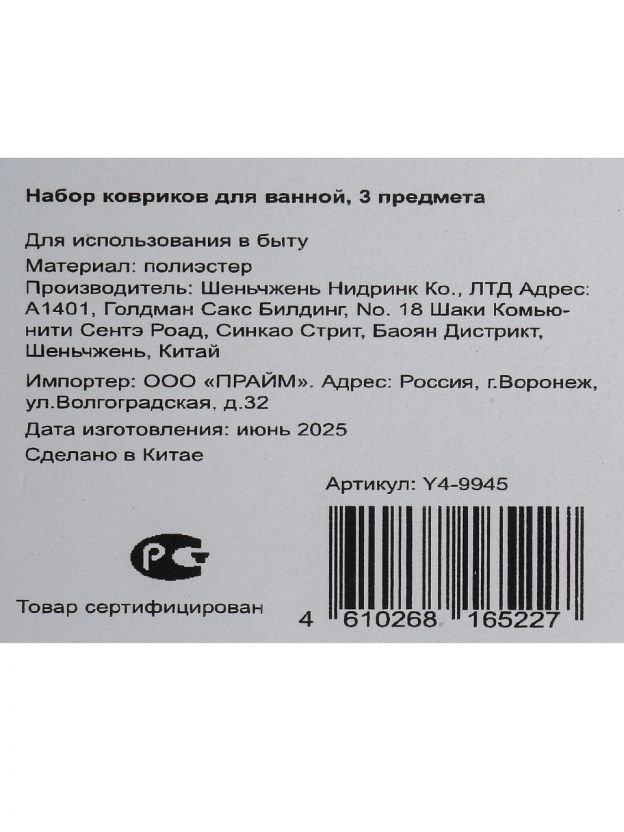 Набор ковриков для ванной, 3 предмета
Для использования в быту
Материал: полиэстер
Производитель: Шеньчжень Нидринк Ко., ЛТД Адрес:
А1401, Голдман Сакс Билдинг, No. 18 Шаки Комью-
нити Сентэ Роад, Синкао Стрит, Баоян Дистрикт,
Шеньчжень, Китай
Импортер: ООО «ПРАЙМ». Адрес: Россия, г.Воронеж,
ул.Волгоградская, д.32
Дата изготовления: июнь 2025
Сделано в Китае
Артикул: Y4-9945
РСТ
Товар сертифицирован
4 610268 165227